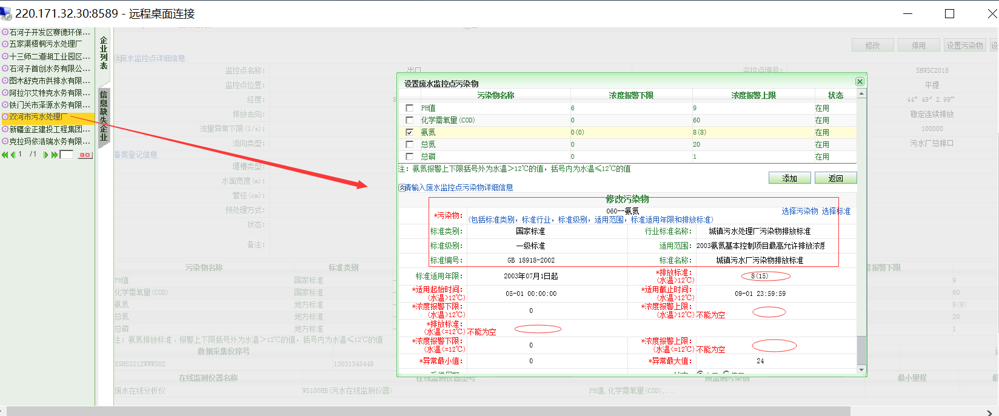 220.171.32.30:8589 - 远程桌面连接
石河子开发区赛德环保...
五家渠梧桐污水处理厂
十三师二道湖工业园区...
石河子首创水务有限公...
图木舒克市供排水有限...
阿拉尔艾特克水务有限...
铁门关市泽源水务有限...
双河市污水处理厂
新疆金正建投工程集团...
克拉玛依浩瑞水务有限...
1 /1 GO
企业列表
信息缺失企业
修改 停用 设置污染物 设
废水监控点详细信息
监控点名称: 出口 监控点编号: SHWSC2018
监控点位置: 平堤
经度: 8 44° 49′ 2.99″
排放去向: 稳定连续排放
流量异常下限(l/s): 100000
流向类型: 污水厂总排口
备案登记信息
堰槽类型:
水面宽度(m):
管径(cm):
预处理方式:
状态:
备注:
污染物名称 标准类别 度报警下限
PH值 国家标准 9
化学需氧量(COD) 国家标准 60
氨氮 地方标准 8(8)
总氮 地方标准 20
总磷 地方标准 1
注: 氨氮排放标准、报警上下限括号外为水温>12℃的值, 括号内为水温≤12℃的值
数据采集仪序号
XSHS3212WWWS02 13031345448
在线监测仪器名称 在线监测仪器型号 所监测污染物 最小量程
废水在线分析仪 W5100HB(污水在线监测仪器) PH值,化学需氧量(COD),...
设置废水监控点污染物
污染物名称 浓度报警下限 浓度报警上限 状态
PH值 6 9 在用
化学需氧量(COD) 0 60 在用
氨氮 0(0) 8(8) 在用
总氮 0 20 在用
总磷 0 1 在用
注: 氨氮报警上下限括号外为水温>12℃的值, 括号内为水温≤12℃的值
添加 返回
请输入废水监控点污染物详细信息
修改污染物
*污染物: 060--氨氮 选择污染物 选择标准
(包括标准类别, 标准行业, 标准级别, 适用范围, 标准适用年限和排放标准)
标准类别: 国家标准 行业标准名称: 城镇污水处理厂污染物排放标准
标准级别: 一级标准 适用范围: 2003氨氮基本控制项目最高允许排放浓度
标准编号: GB 18918-2002 标准名称: 城镇污水厂污染物排放标准
标准适用年限: 2003年07月1日起 *排放标准:(水温>12℃) 8(15)
*适用起始时间:(水温>12℃) 05-01 00:00:00 *适用截止时间:(水温>12℃) 09-01 23:59:59
*浓度报警下限:(水温>12℃) 0 *浓度报警上限:(水温>12℃) 不能为空
*排放标准:(水温<=12℃) 不能为空
*浓度报警下限:(水温<=12℃) 0 *浓度报警上限:(水温<=12℃) 不能为空
*异常最小值: 0 *异常最大值: 24